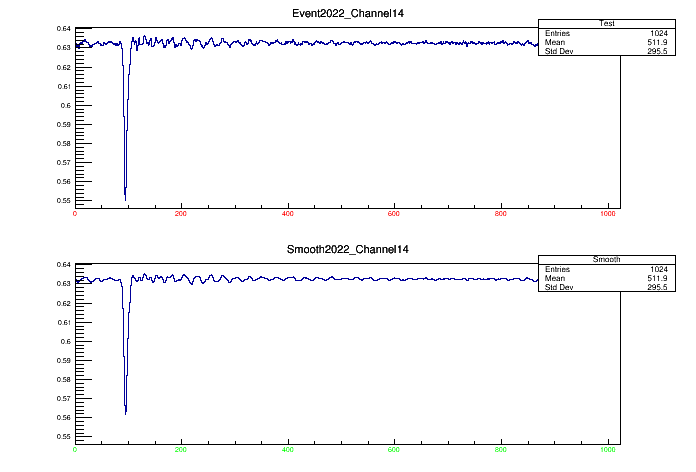 Event2022_Channel14
Test
Entries 1024
Mean 511.9
Std Dev 295.5
0.64
0.63
0.62
0.61
0.6
0.59
0.58
0.57
0.56
0.55
0 200 400 600 800 1000
Smooth2022_Channel14
Smooth
Entries 1024
Mean 511.9
Std Dev 295.5
0.64
0.63
0.62
0.61
0.6
0.59
0.58
0.57
0.56
0.55
0 200 400 600 800 1000